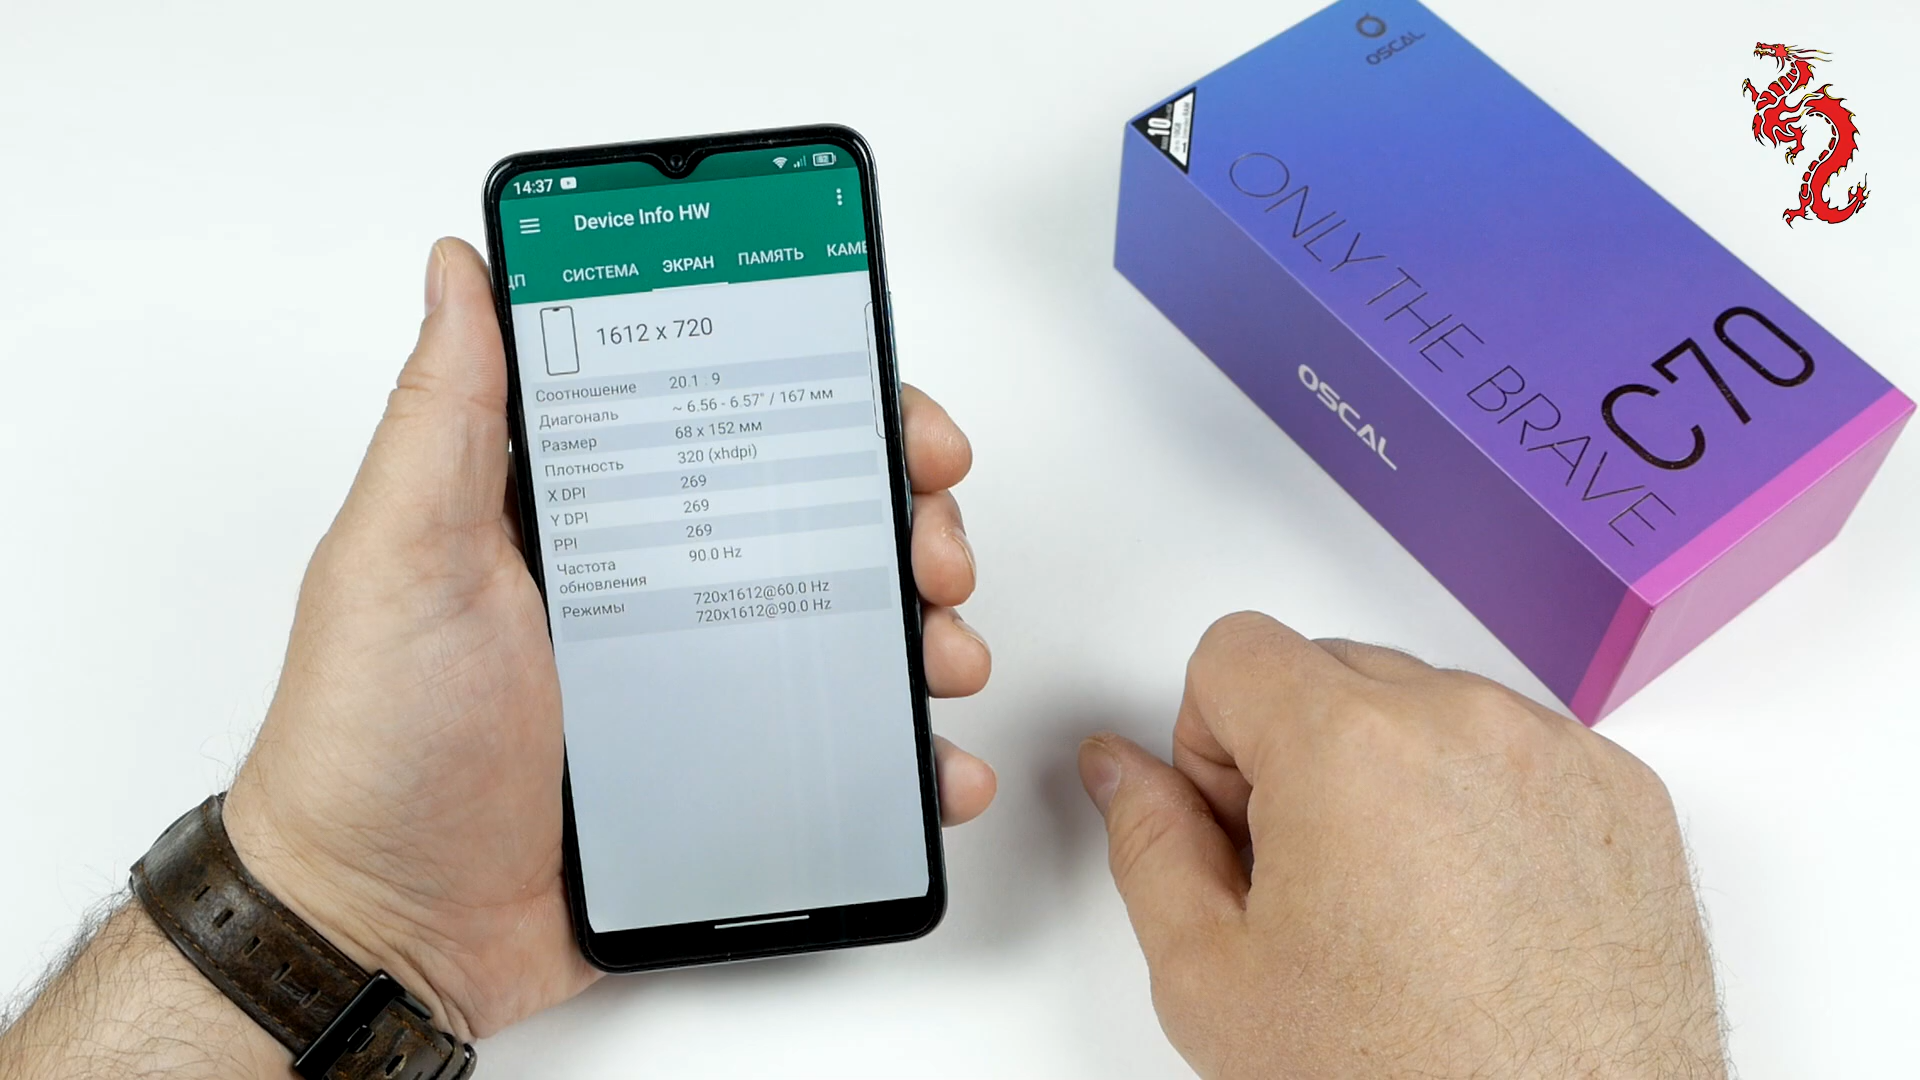 14:37
Device Info HW
ЦП СИСТЕМА ЭКРАН ПАМЯТЬ КАМЕ
1612 x 720
Соотношение 20.1 : 9
Диагональ ~ 6.56 - 6.57" / 167 мм
Размер 68 x 152 мм
Плотность 320 (xhdpi)
X DPI 269
Y DPI 269
PPI 269
Частота обновления 90.0 Hz
Режимы 720x1612@60.0 Hz
720x1612@90.0 Hz
OSCAL
10
ONLY THE BRAVE
C70
OSCAL